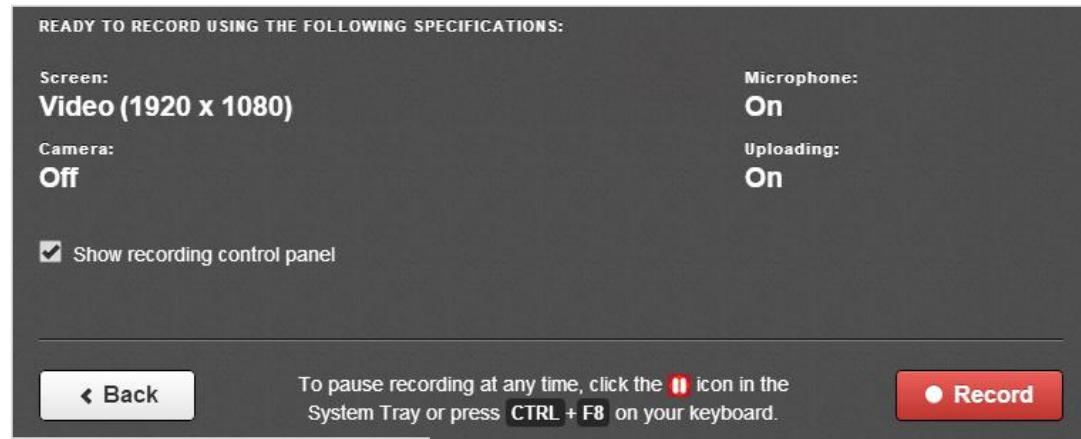 READY TO RECORD USING THE FOLLOWING SPECIFICATIONS:
Screen:
Video (1920 x 1080)
Camera:
Off
Microphone:
On
Uploading:
On
Show recording control panel
Back
To pause recording at any time, click the icon in the
System Tray or press CTRL + F8 on your keyboard.
Record